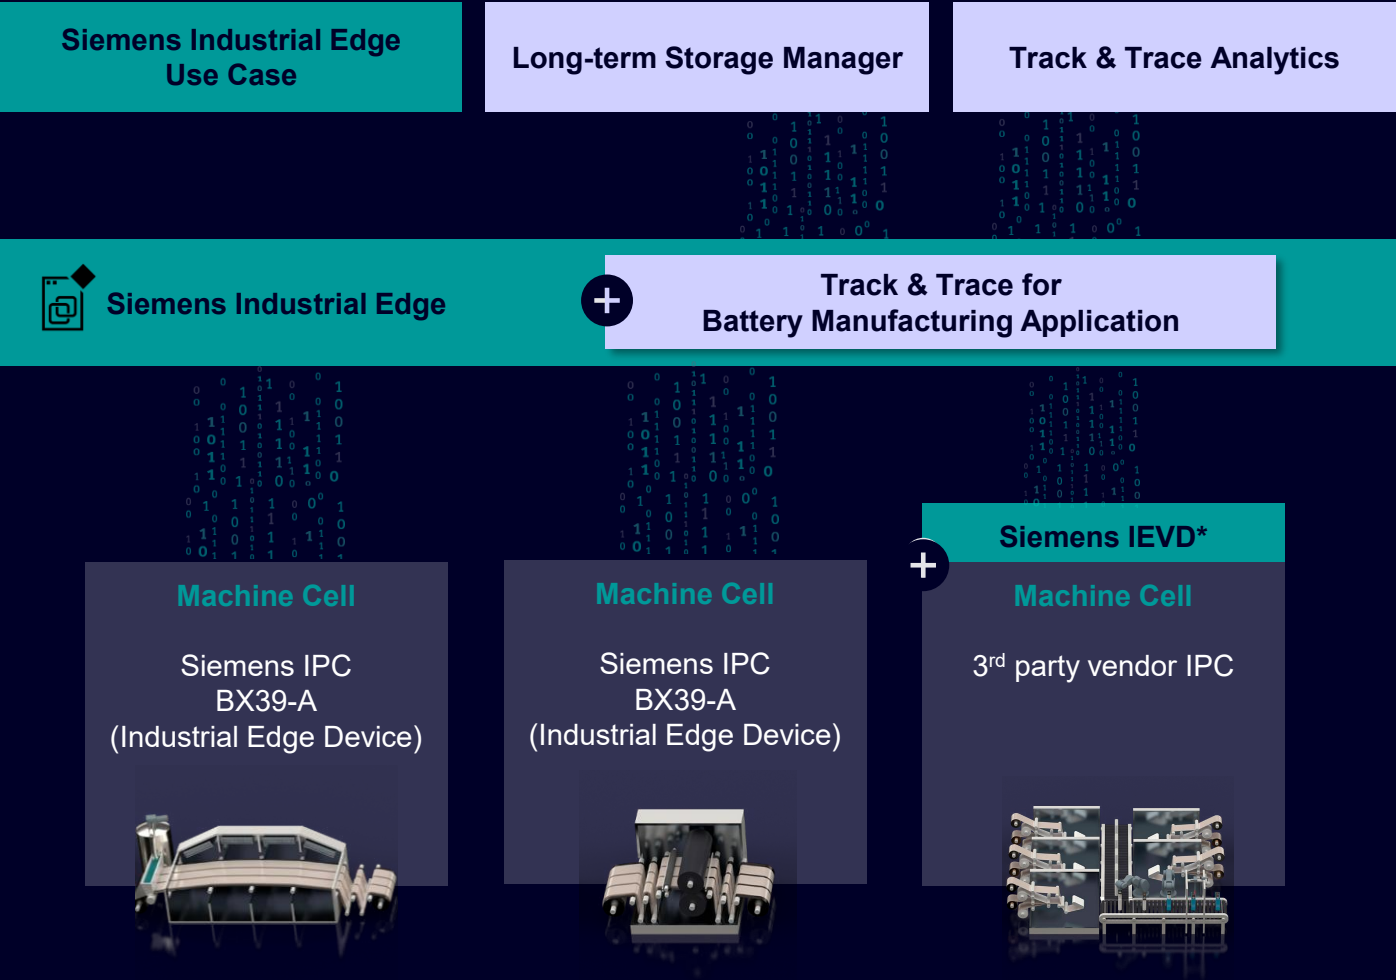 Siemens Industrial Edge
Use Case
Long-term Storage Manager
Track & Trace Analytics
Siemens Industrial Edge
+
Track & Trace for
Battery Manufacturing Application
Machine Cell
Siemens IPC
BX39-A
(Industrial Edge Device)
Machine Cell
Siemens IPC
BX39-A
(Industrial Edge Device)
+
Siemens IEVD*
Machine Cell
3rd party vendor IPC